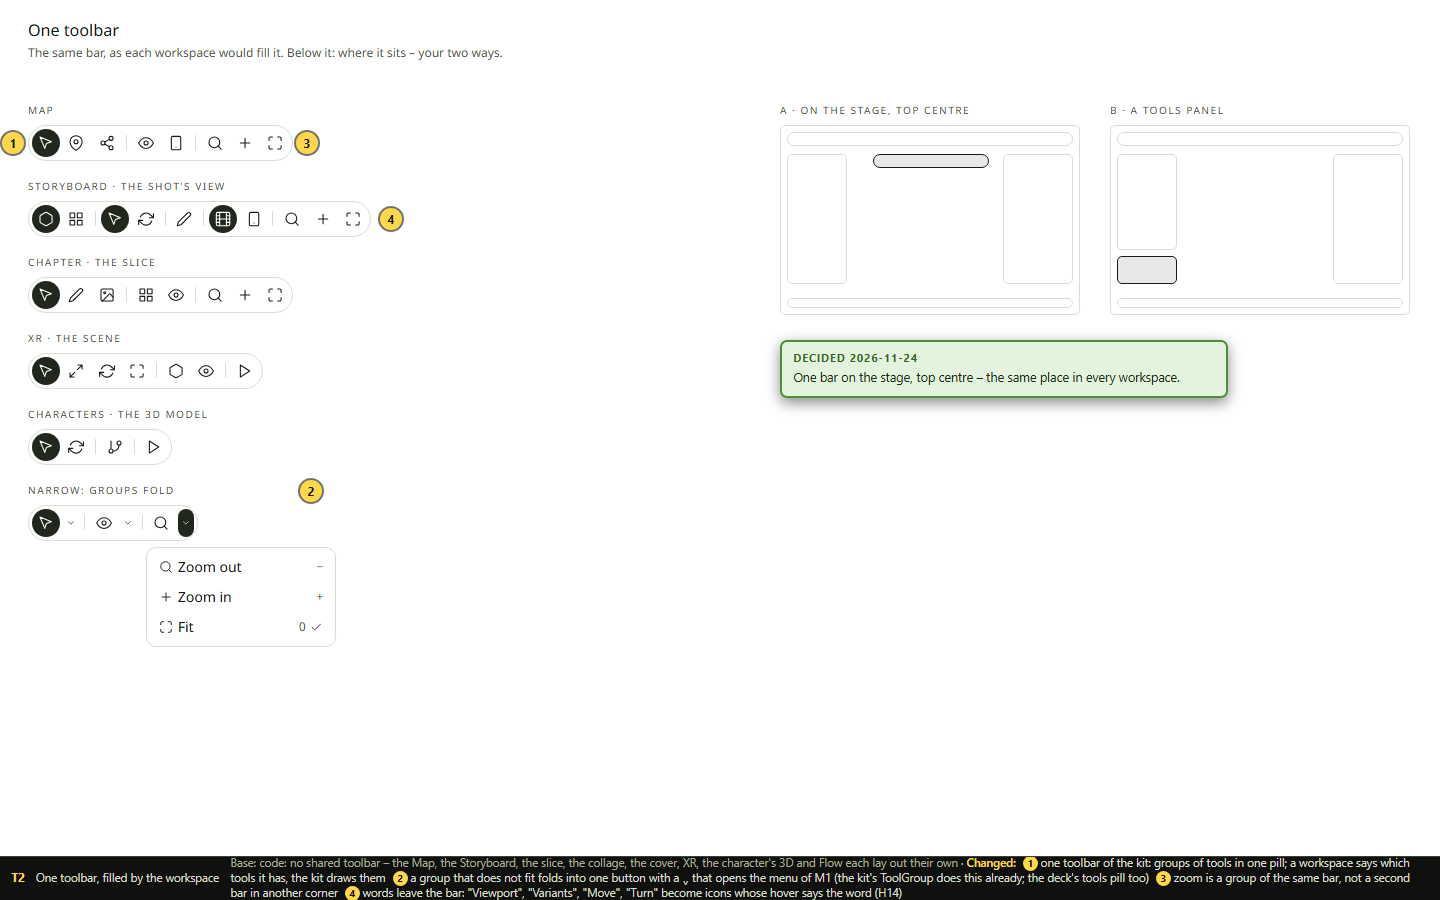 One toolbar
The same bar, as each workspace would fill it. Below it: where it sits – your two ways.
MAP
1
3
STORYBOARD · THE SHOT'S VIEW
4
CHAPTER · THE SLICE
XR · THE SCENE
CHARACTERS · THE 3D MODEL
NARROW: GROUPS FOLD
2
Zoom out −
Zoom in +
Fit 0
A · ON THE STAGE, TOP CENTRE
B · A TOOLS PANEL
DECIDED 2026-11-24
One bar on the stage, top centre – the same place in every workspace.
T2 One toolbar, filled by the workspace
Base: code: no shared toolbar – the Map, the Storyboard, the slice, the collage, the cover, XR, the character's 3D and Flow each lay out their own · Changed: 1 one toolbar of the kit: groups of tools in one pill; a workspace says which
tools it has, the kit draws them 2 a group that does not fit folds into one button with a ⌄ that opens the menu of M1 (the kit's ToolGroup does this already; the deck's tools pill too) 3 zoom is a group of the same bar, not a second
bar in another corner 4 words leave the bar: "Viewport", "Variants", "Move", "Turn" become icons whose hover says the word (H14)